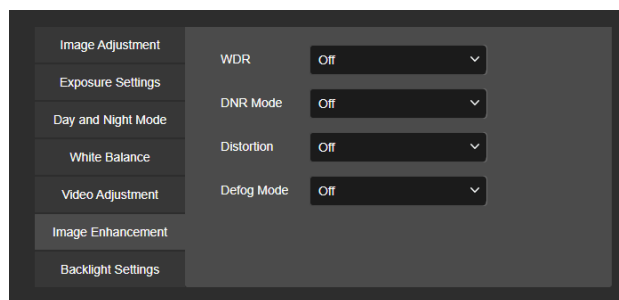 Image Adjustment
Exposure Settings
Day and Night Mode
White Balance
Video Adjustment
Image Enhancement
Backlight Settings
WDR Off
DNR Mode Off
Distortion Off
Defog Mode Off